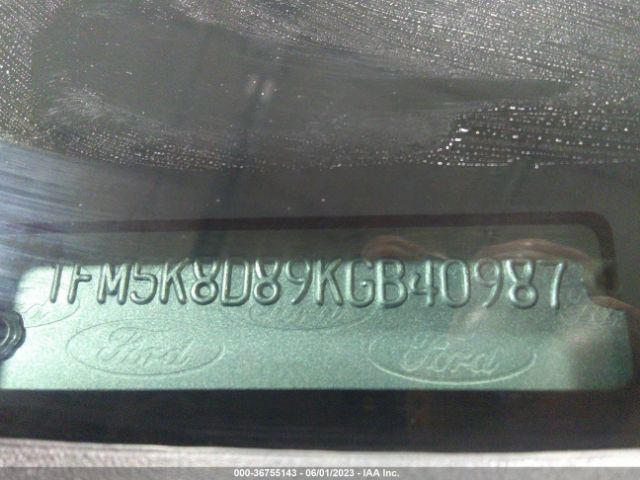 1FM5K8D89KGB40987
Ford Ford
000-36755143 - 06/01/2023 - IAA Inc.